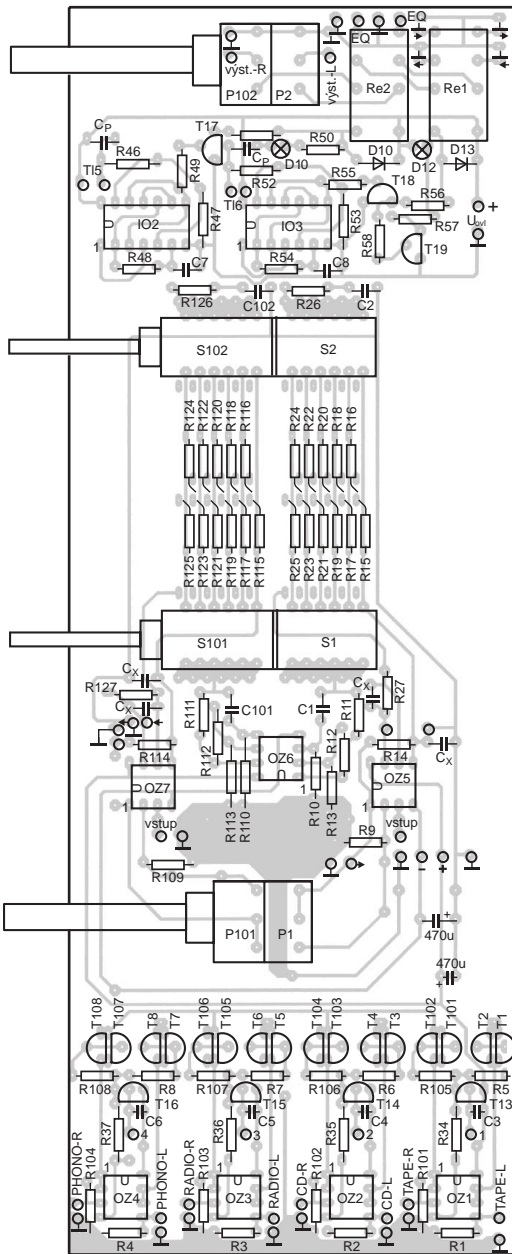 EQ
EQ
výst.-R
výst.-L
P102 P2
Re2
Re1
CP
T17
R50
D10
D13
R46
TI5
R49
CP
D10
D12
R52
R55
T18
R56
+
TI6
IO2
1
R47
IO3
1
R53
R58
R57
Uovl
T19
R48
C7
R54
C8
R126
C102
R26
C2
S102
S2
R124
R122
R120
R118
R116
R24
R22
R20
R18
R16
R125
R123
R121
R119
R117
R115
R25
R23
R21
R19
R17
R15
S101
S1
CX
R127
CX
R111
C101
C1
R11
CX
R27
R112
R12
R114
OZ6
R14
CX
OZ7
1
R113
R110
1
R10
R13
OZ5
1
vstup
R9
vstup
R109
- +
P101
P1
+
470u
470u
+
T108
T107
T8
T7
T106
T105
T6
T5
T104
T103
T4
T3
T102
T101
T2
T1
R108
R8
R107
R7
R106
R6
R105
R5
T16
T15
T14
T13
C6
C5
C4
C3
R37
4
R36
3
R35
2
R34
1
PHONO-R
R104
OZ4
1
PHONO-L
RADIO-R
R103
OZ3
1
RADIO-L
CD-R
R102
OZ2
1
CD-L
TAPE-R
R101
OZ1
1
TAPE-L
R4
R3
R2
R1